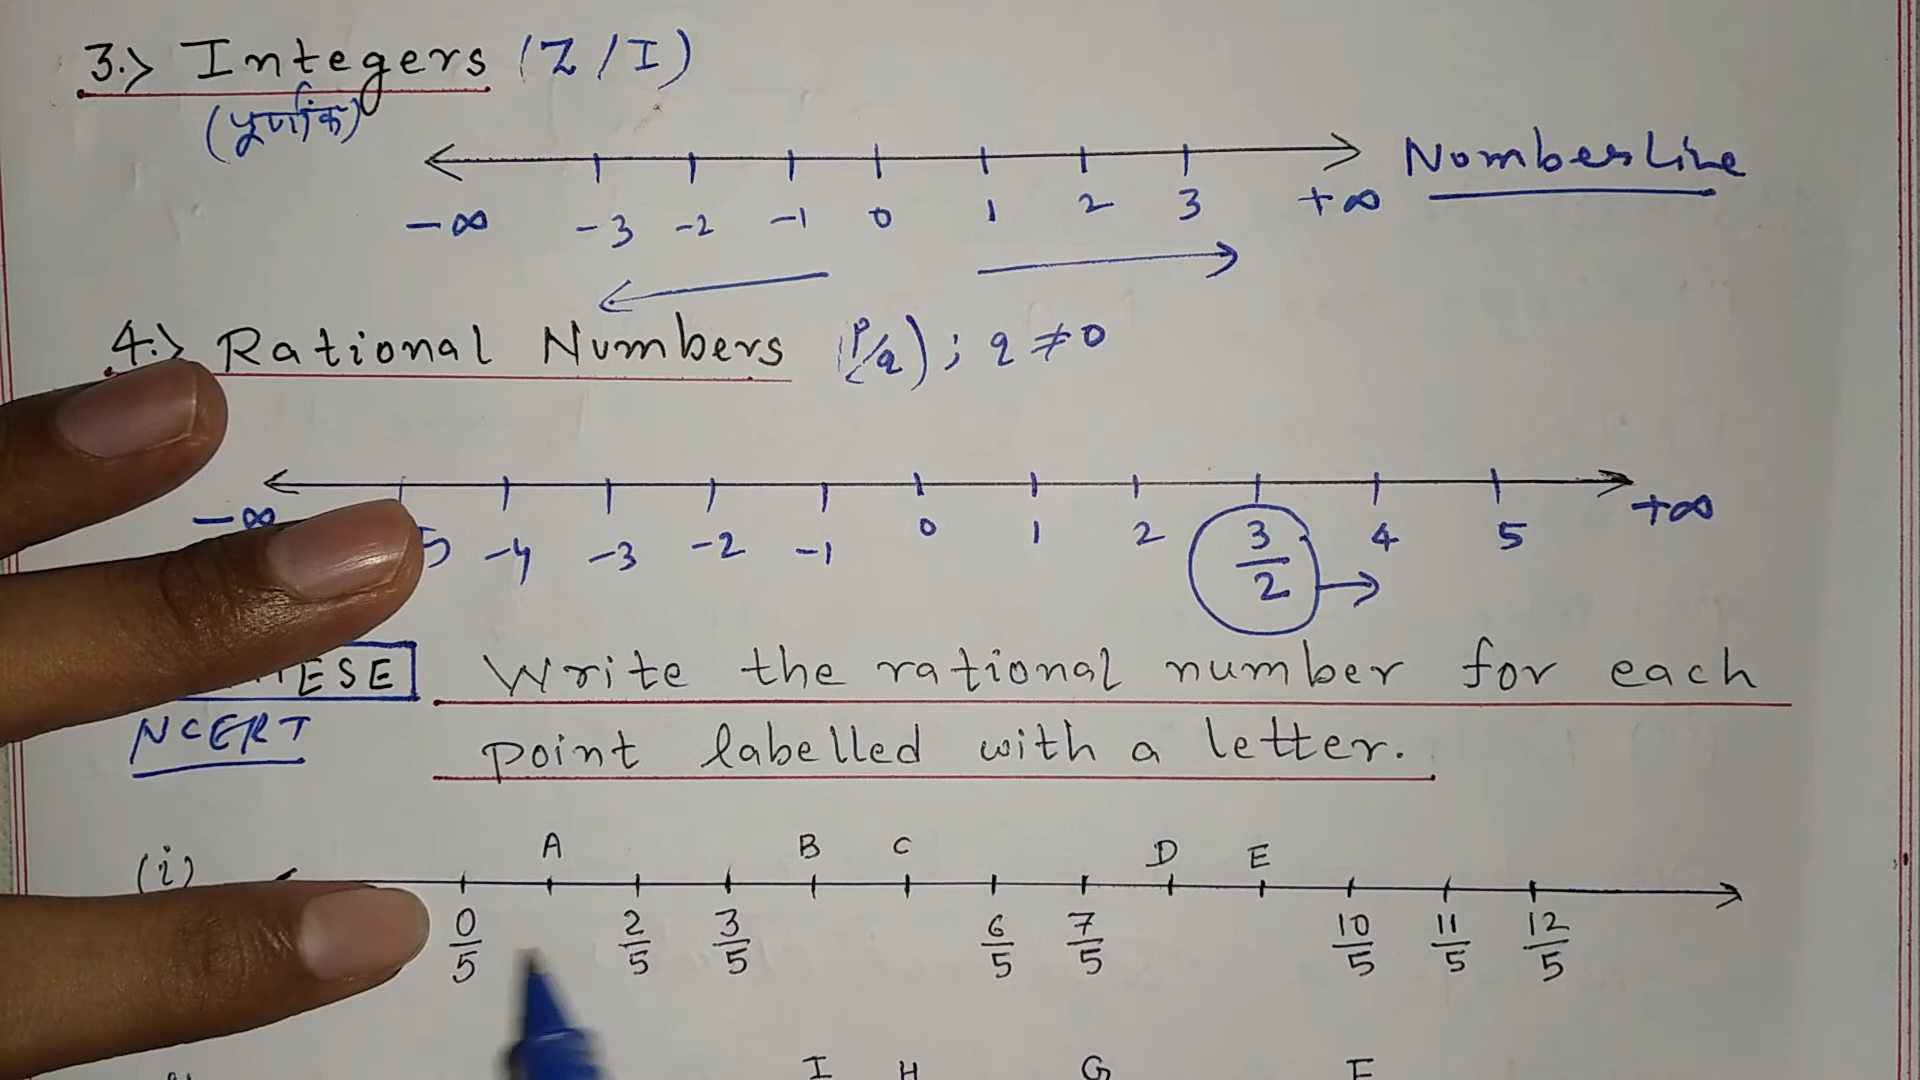 3.> Integers (Z/I)
(पूर्णांक)
-∞ -3 -2 -1 0 1 2 3 +∞ Nomber Line
4.> Rational Numbers (P/q); q ≠ 0
-∞ 5 -4 -3 -2 -1 0 1 2 3/2 4 5 +∞
ESE Write the rational number for each
NCERT point labelled with a letter.
(i) A B C D E
0/5 2/5 3/5 6/5 7/5 10/5 11/5 12/5
I H G F